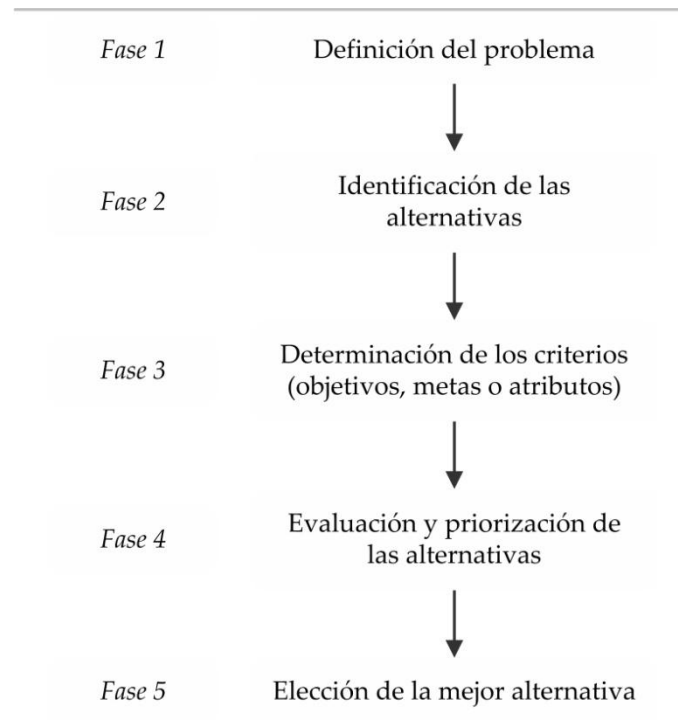 Fase 1
Definición del problema
Fase 2
Identificación de las
alternativas
Fase 3
Determinación de los criterios
(objetivos, metas o atributos)
Fase 4
Evaluación y priorización de
las alternativas
Fase 5
Elección de la mejor alternativa